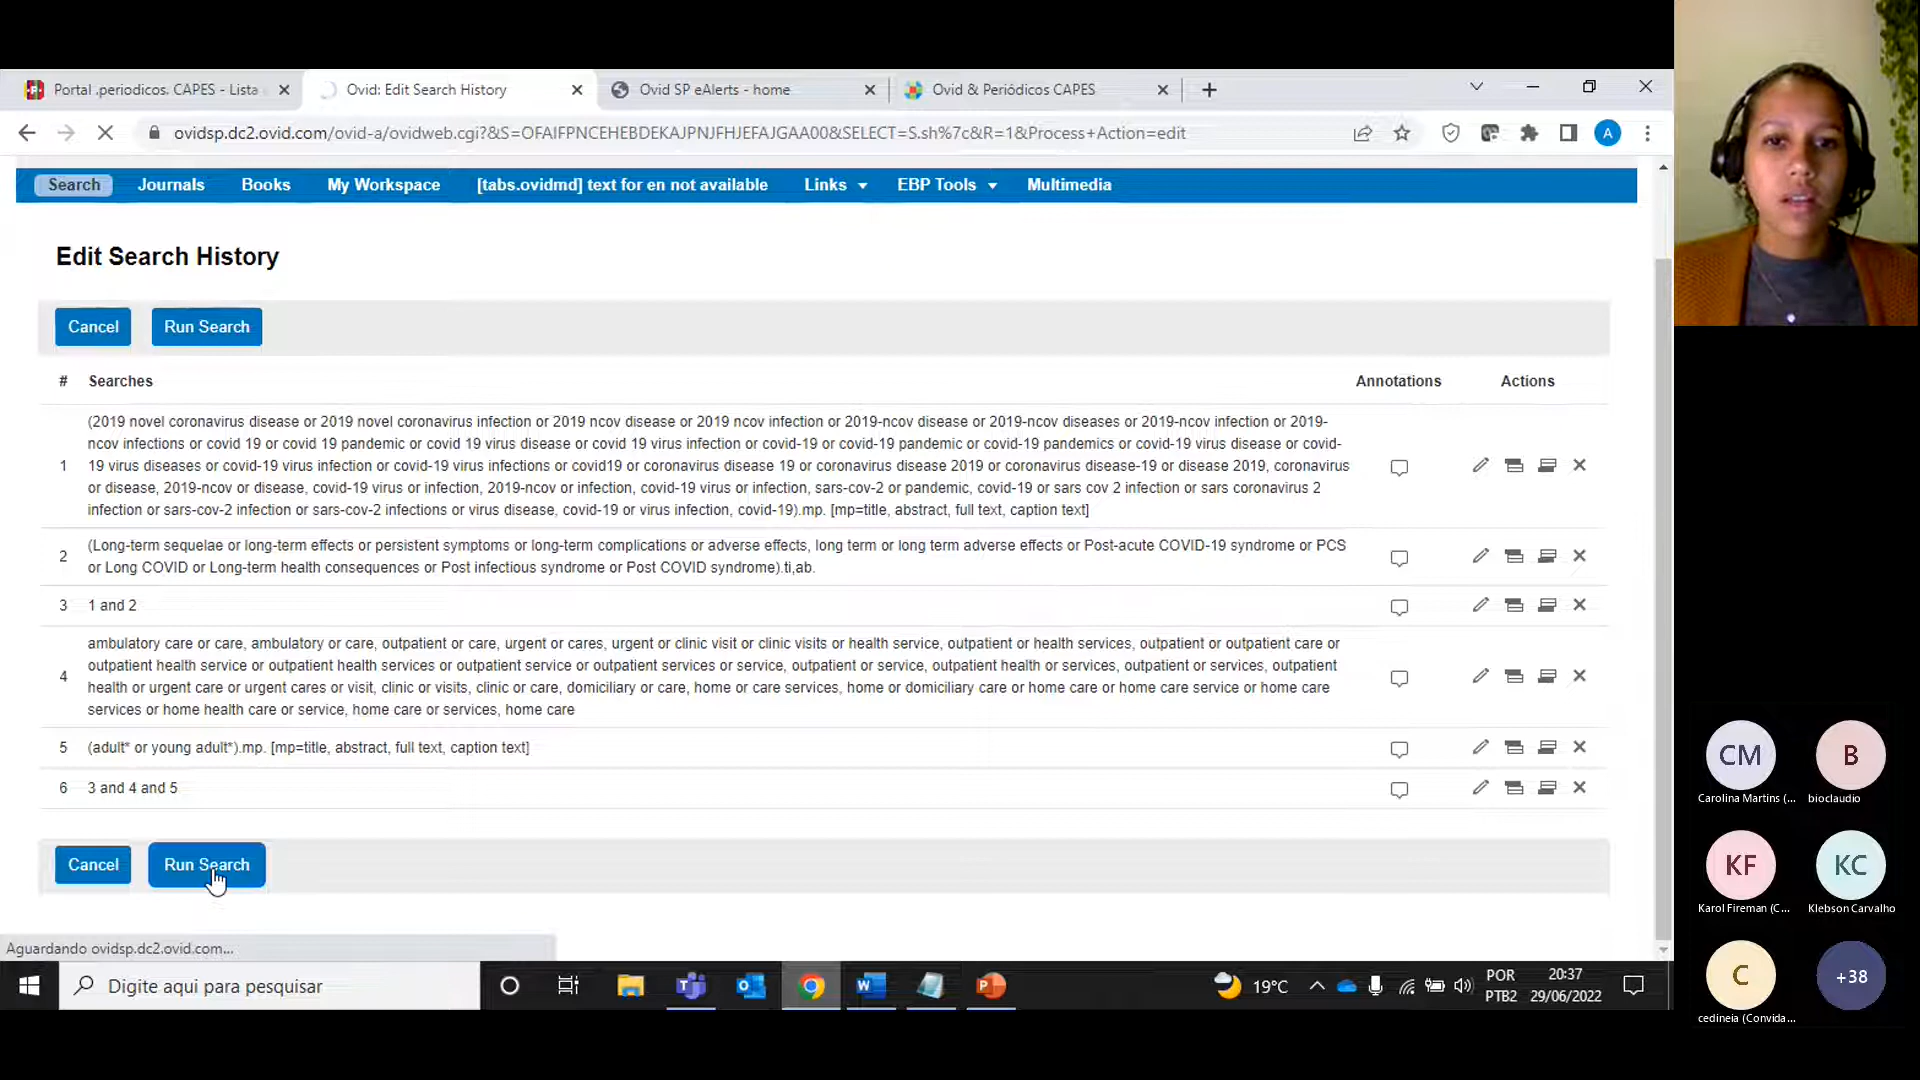 Portal .periodicos. CAPES - Lista
Ovid: Edit Search History
Ovid SP eAlerts - home
Ovid & Periódicos CAPES
ovidsp.dc2.ovid.com/ovid-a/ovidweb.cgi?&S=OFAIFPNCEHEBDEKAJPNJFHJEFAJGAA00&SELECT=S.sh%7c&R=1&Process+Action=edit
A
Search
Journals
Books
My Workspace
[tabs.ovidmd] text for en not available
Links
EBP Tools
Multimedia
Edit Search History
Cancel
Run Search
# Searches Annotations Actions
(2019 novel coronavirus disease or 2019 novel coronavirus infection or 2019 ncov disease or 2019 ncov infection or 2019-ncov disease or 2019-ncov diseases or 2019-ncov infection or 2019-
ncov infections or covid 19 or covid 19 pandemic or covid 19 virus disease or covid 19 virus infection or covid-19 or covid-19 pandemic or covid-19 pandemics or covid-19 virus disease or covid-
1 19 virus diseases or covid-19 virus infection or covid-19 virus infections or covid19 or coronavirus disease 19 or coronavirus disease 2019 or coronavirus disease-19 or disease 2019, coronavirus
or disease, 2019-ncov or disease, covid-19 virus or infection, 2019-ncov or infection, covid-19 virus or infection, sars-cov-2 or pandemic, covid-19 or sars cov 2 infection or sars coronavirus 2
infection or sars-cov-2 infection or sars-cov-2 infections or virus disease, covid-19 or virus infection, covid-19).mp. [mp=title, abstract, full text, caption text]
2 (Long-term sequelae or long-term effects or persistent symptoms or long-term complications or adverse effects, long term or long term adverse effects or Post-acute COVID-19 syndrome or PCS
or Long COVID or Long-term health consequences or Post infectious syndrome or Post COVID syndrome).ti,ab.
3 1 and 2
ambulatory care or care, ambulatory or care, outpatient or care, urgent or cares, urgent or clinic visit or clinic visits or health service, outpatient or health services, outpatient or outpatient care or
outpatient health service or outpatient health services or outpatient service or outpatient services or service, outpatient or service, outpatient health or services, outpatient or services, outpatient
4 health or urgent care or urgent cares or visit, clinic or visits, clinic or care, domiciliary or care, home or care services, home or domiciliary care or home care or home care service or home care
services or home health care or service, home care or services, home care
5 (adult* or young adult*).mp. [mp=title, abstract, full text, caption text]
6 3 and 4 and 5
Cancel
Run Search
Aguardando ovidsp.dc2.ovid.com...
Digite aqui para pesquisar
19°C
POR
PTB2
20:37
29/06/2022
CM
Carolina Martins (...
B
bioclaudio
KF
Karol Fireman (C...
KC
Klebson Carvalho
C
cedineia (Convida...
+38